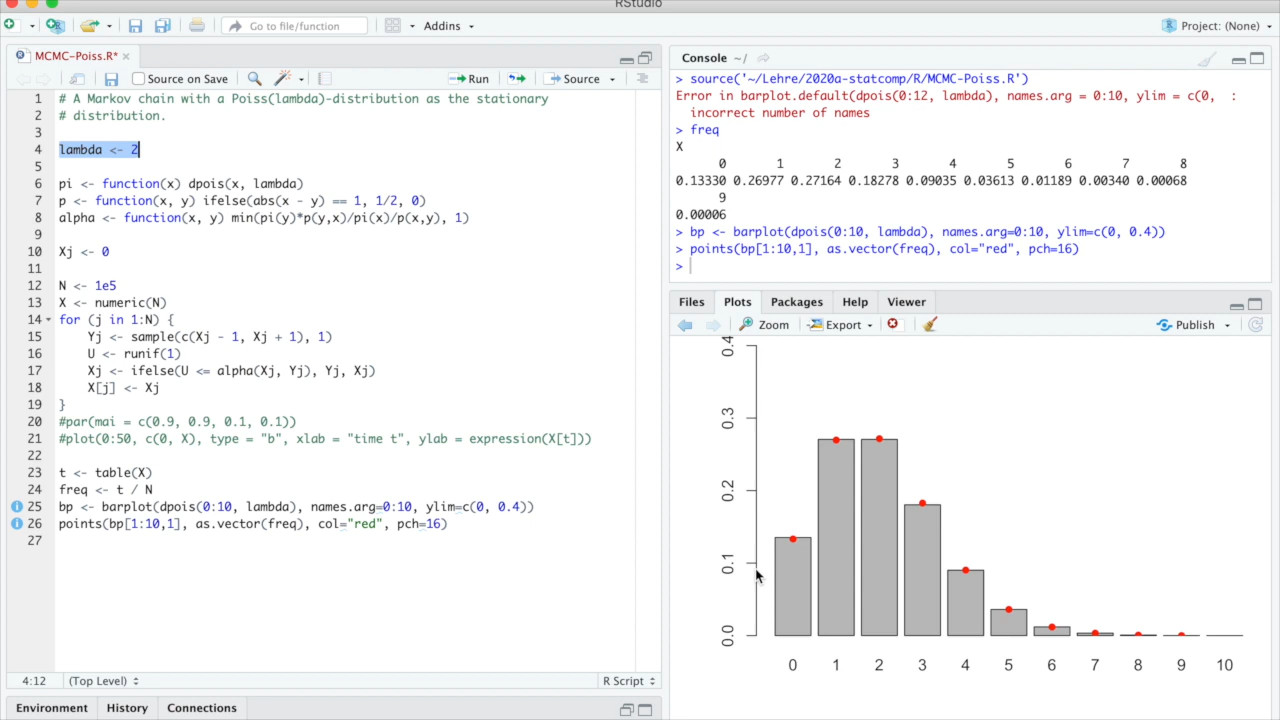 RStudio
Go to file/function
Addins
Project: (None)
MCMC-Poiss.R*
Source on Save
Run
Source
1 # A Markov chain with a Poiss(lambda)-distribution as the stationary
2 # distribution.
3
4 lambda <- 2
5
6 pi <- function(x) dpois(x, lambda)
7 p <- function(x, y) ifelse(abs(x - y) == 1, 1/2, 0)
8 alpha <- function(x, y) min(pi(y)*p(y,x)/pi(x)/p(x,y), 1)
9
10 Xj <- 0
11
12 N <- 1e5
13 X <- numeric(N)
14 for (j in 1:N) {
15 Yj <- sample(c(Xj - 1, Xj + 1), 1)
16 U <- runif(1)
17 Xj <- ifelse(U <= alpha(Xj, Yj), Yj, Xj)
18 X[j] <- Xj
19 }
20 #par(mai = c(0.9, 0.9, 0.1, 0.1))
21 #plot(0:50, c(0, X), type = "b", xlab = "time t", ylab = expression(X[t]))
22
23 t <- table(X)
24 freq <- t / N
25 bp <- barplot(dpois(0:10, lambda), names.arg=0:10, ylim=c(0, 0.4))
26 points(bp[1:10,1], as.vector(freq), col="red", pch=16)
27
4:12
(Top Level)
R Script
Environment
History
Connections
Console ~/
> source('~/Lehre/2020a-statcomp/R/MCMC-Poiss.R')
Error in barplot.default(dpois(0:12, lambda), names.arg = 0:10, ylim = c(0, :
incorrect number of names
> freq
X
0 1 2 3 4 5 6 7 8
0.13330 0.26977 0.27164 0.18278 0.09035 0.03613 0.01189 0.00340 0.00068
9
0.00006
> bp <- barplot(dpois(0:10, lambda), names.arg=0:10, ylim=c(0, 0.4))
> points(bp[1:10,1], as.vector(freq), col="red", pch=16)
>
Files
Plots
Packages
Help
Viewer
Zoom
Export
Publish
0.4
0.3
0.2
0.1
0.0
0 1 2 3 4 5 6 7 8 9 10